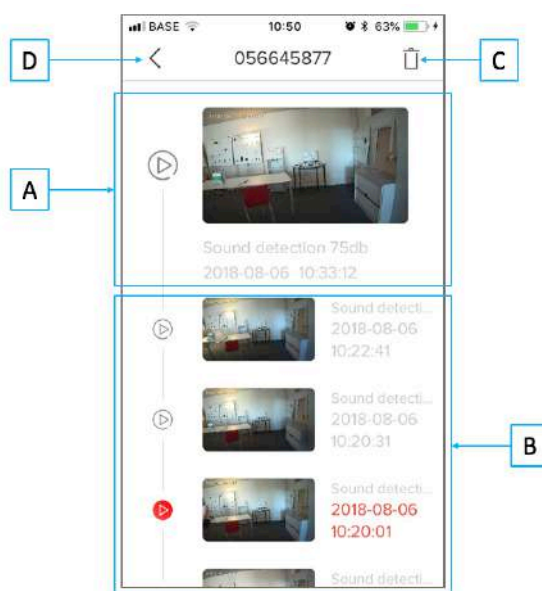 BASE 10:50 63%
D 056645877 C
A
Sound detection 75db
2018-08-06 10:33:12
Sound detecti...
2018-08-06
10:22:41
Sound detecti...
2018-08-06
10:20:31
B
Sound detecti...
2018-08-06
10:20:01
Sound detecti...